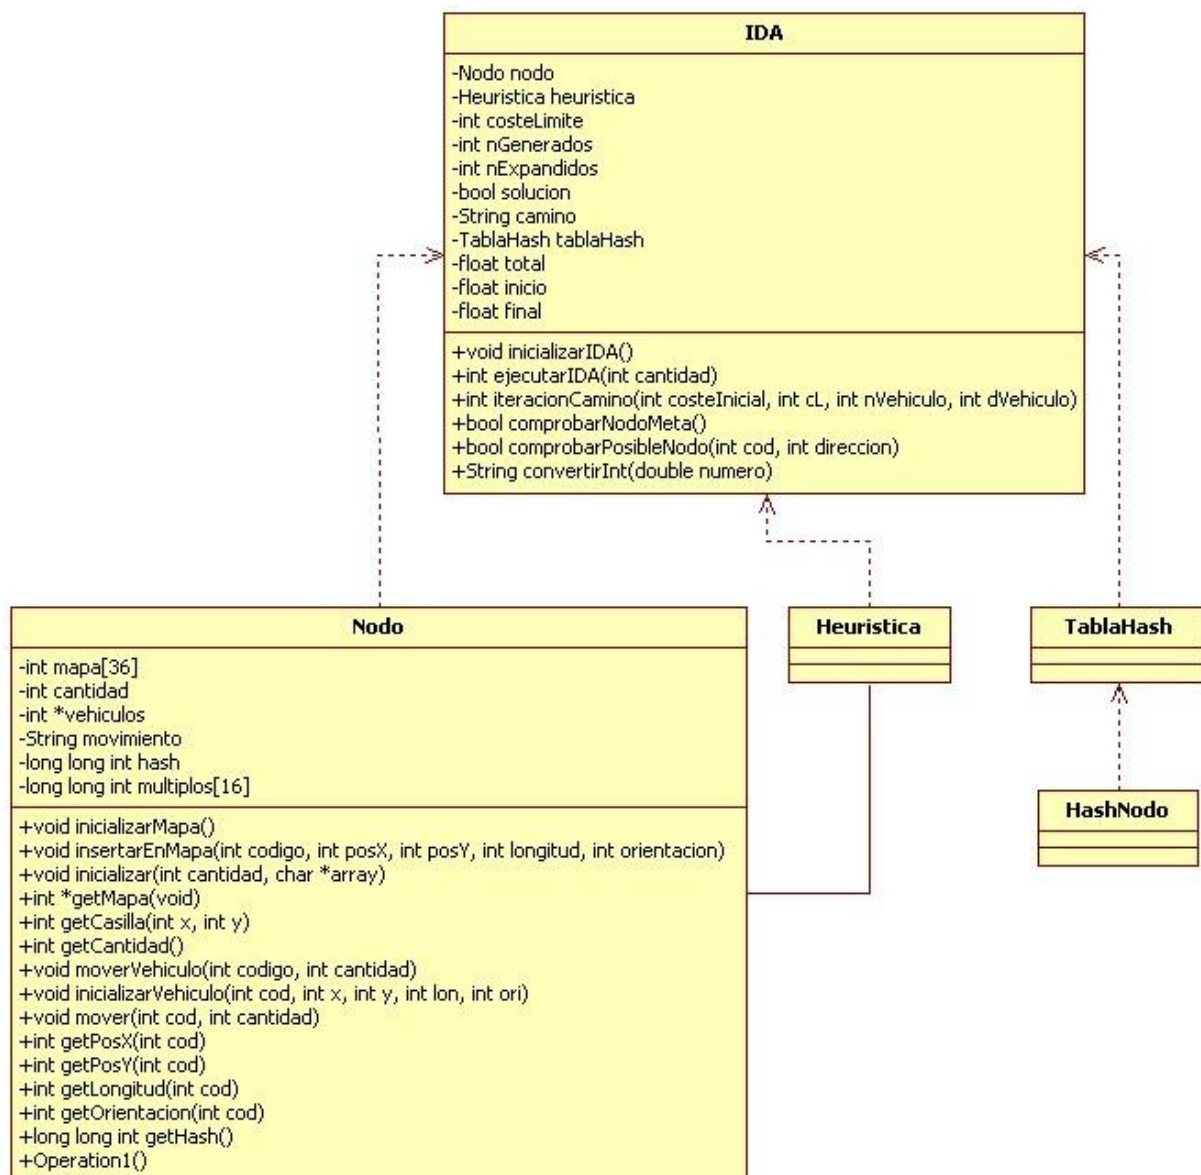 IDA
-Nodo nodo
-Heuristica heuristica
-int costeLimite
-int nGenerados
-int nExpandidos
-bool solucion
-String camino
-TablaHash tablaHash
-float total
-float inicio
-float final
+void inicializarIDA()
+int ejecutarIDA(int cantidad)
+int iteracionCamino(int costeInicial, int cL, int nVehiculo, int dVehiculo)
+bool comprobarNodoMeta()
+bool comprobarPosibleNodo(int cod, int direccion)
+String convertirInt(double numero)
Nodo
-int mapa[36]
-int cantidad
-int *vehiculos
-String movimiento
-long long int hash
-long long int multiplos[16]
+void inicializarMapa()
+void insertarEnMapa(int codigo, int posX, int posY, int longitud, int orientacion)
+void inicializar(int cantidad, char *array)
+int *getMapa(void)
+int getCasilla(int x, int y)
+int getCantidad()
+void moverVehiculo(int codigo, int cantidad)
+void inicializarVehiculo(int cod, int x, int y, int lon, int ori)
+void mover(int cod, int cantidad)
+int getPosX(int cod)
+int getPosY(int cod)
+int getLongitud(int cod)
+int getOrientacion(int cod)
+long long int getHash()
+Operation1()
Heuristica
TablaHash
HashNodo